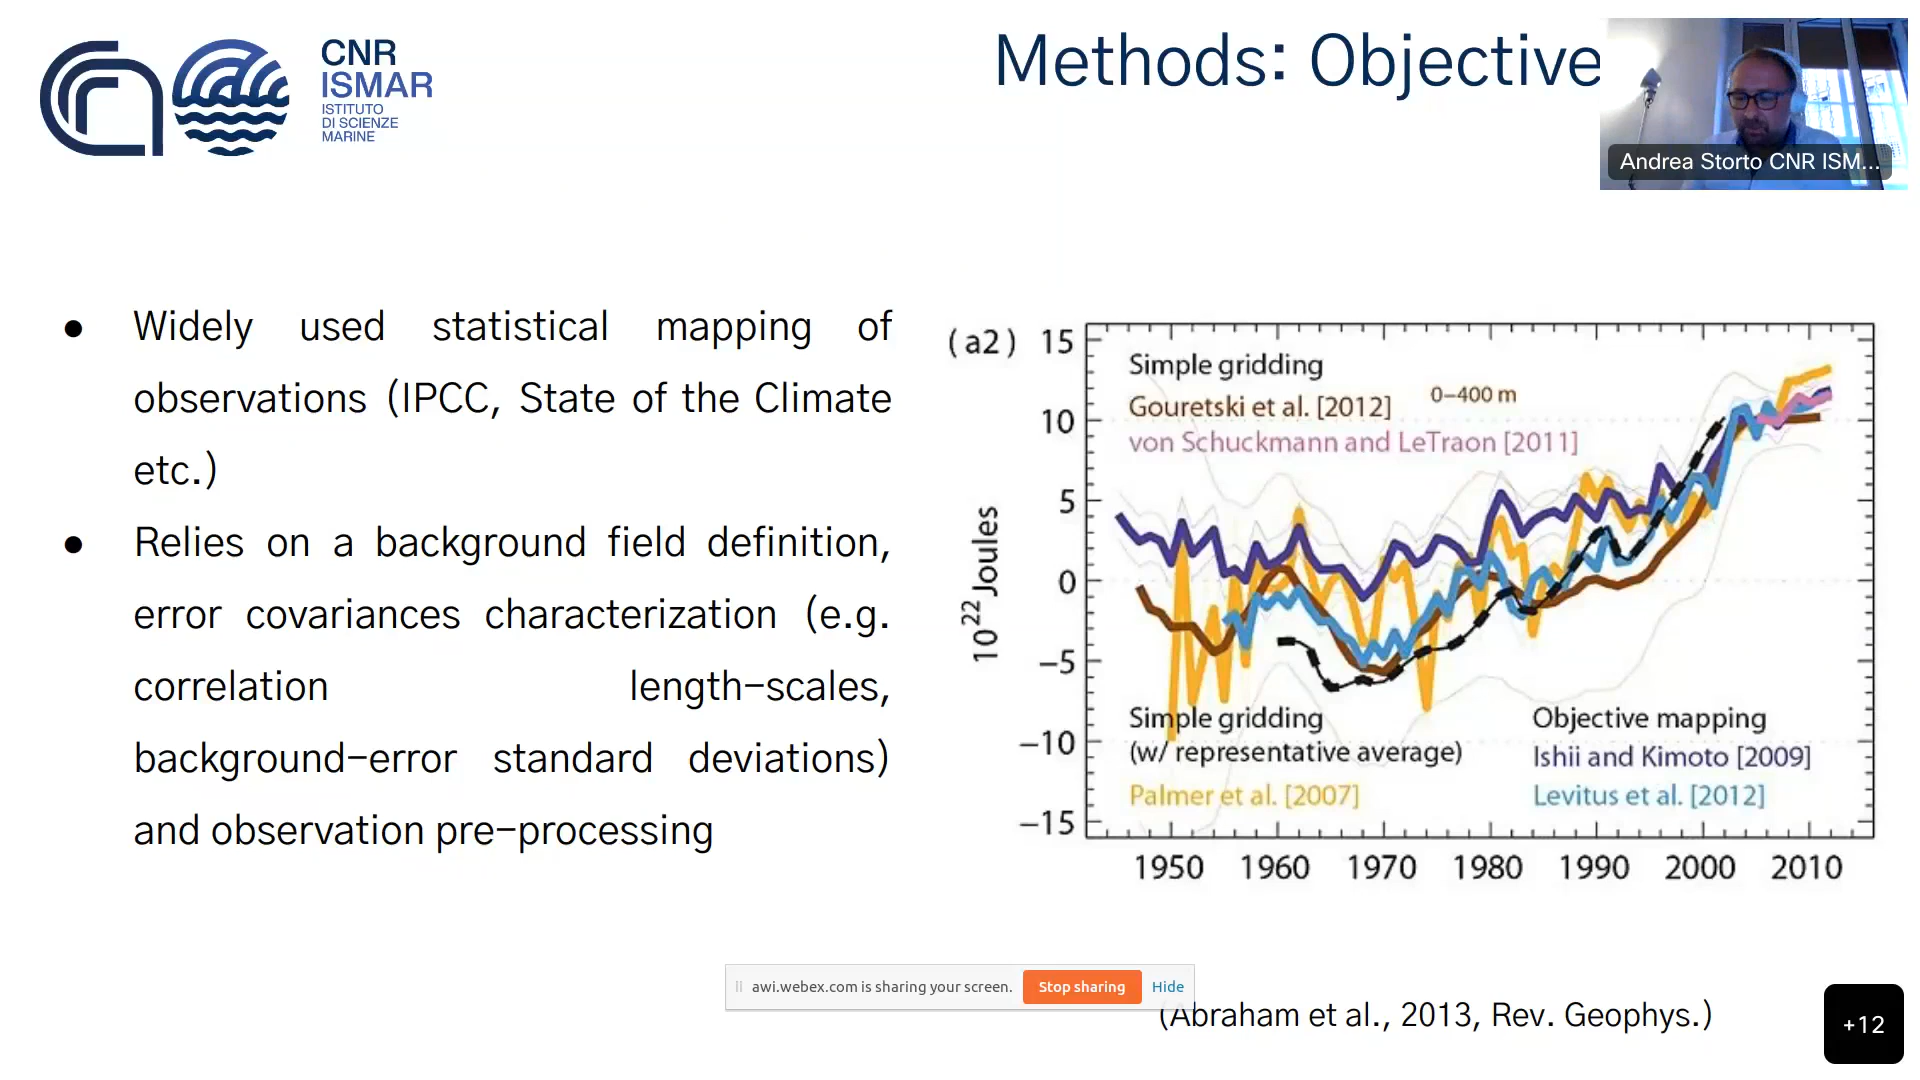 CNR
ISMAR
ISTITUTO
DI SCIENZE
MARINE
Methods: Objective
Andrea Storto CNR ISM...
● Widely used statistical mapping of
observations (IPCC, State of the Climate
etc.)
● Relies on a background field definition,
error covariances characterization (e.g.
correlation length-scales,
background-error standard deviations)
and observation pre-processing
(a2)
15
10
5
0
-5
-10
-15
10²² Joules
Simple gridding
Gouretski et al. [2012]
0-400 m
von Schuckmann and LeTraon [2011]
Simple gridding
(w/ representative average)
Palmer et al. [2007]
Objective mapping
Ishii and Kimoto [2009]
Levitus et al. [2012]
1950 1960 1970 1980 1990 2000 2010
awi.webex.com is sharing your screen. Stop sharing Hide
(Abraham et al., 2013, Rev. Geophys.)
+12